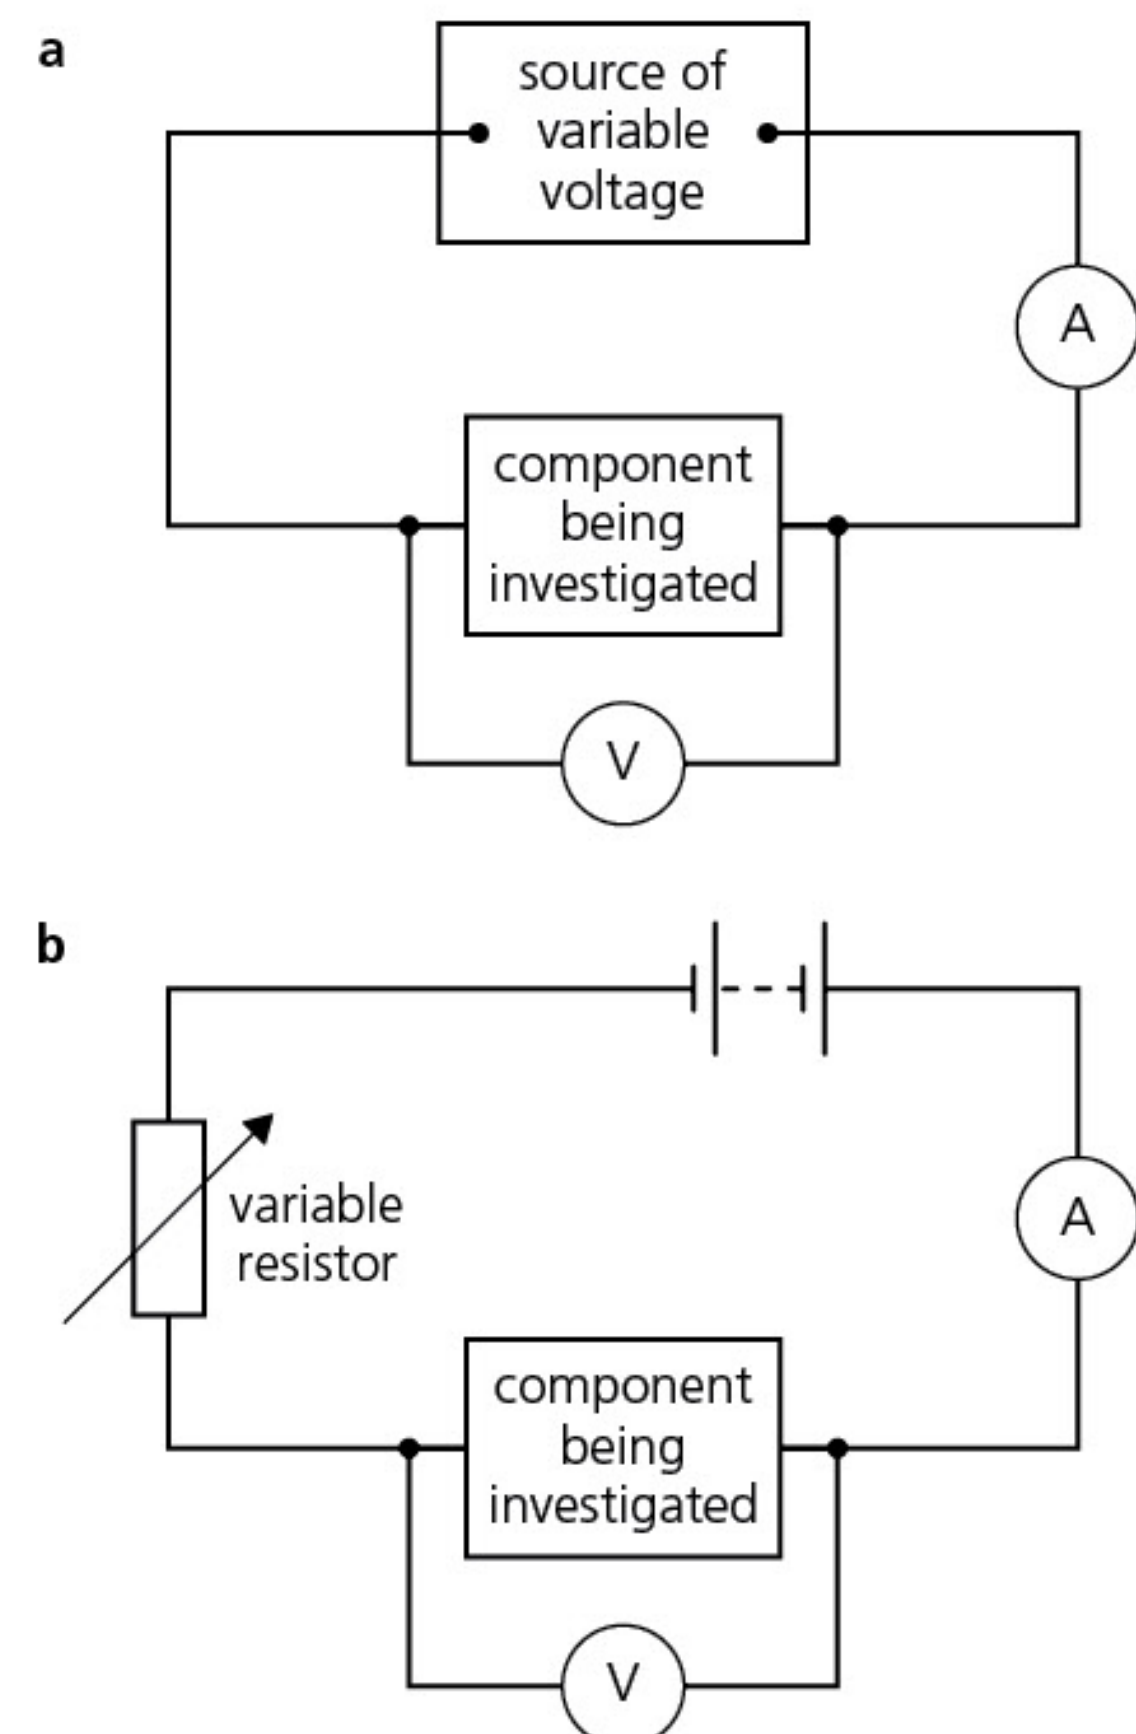 a
source of
variable
voltage
A
component
being
investigated
V
b
variable
resistor
A
component
being
investigated
V